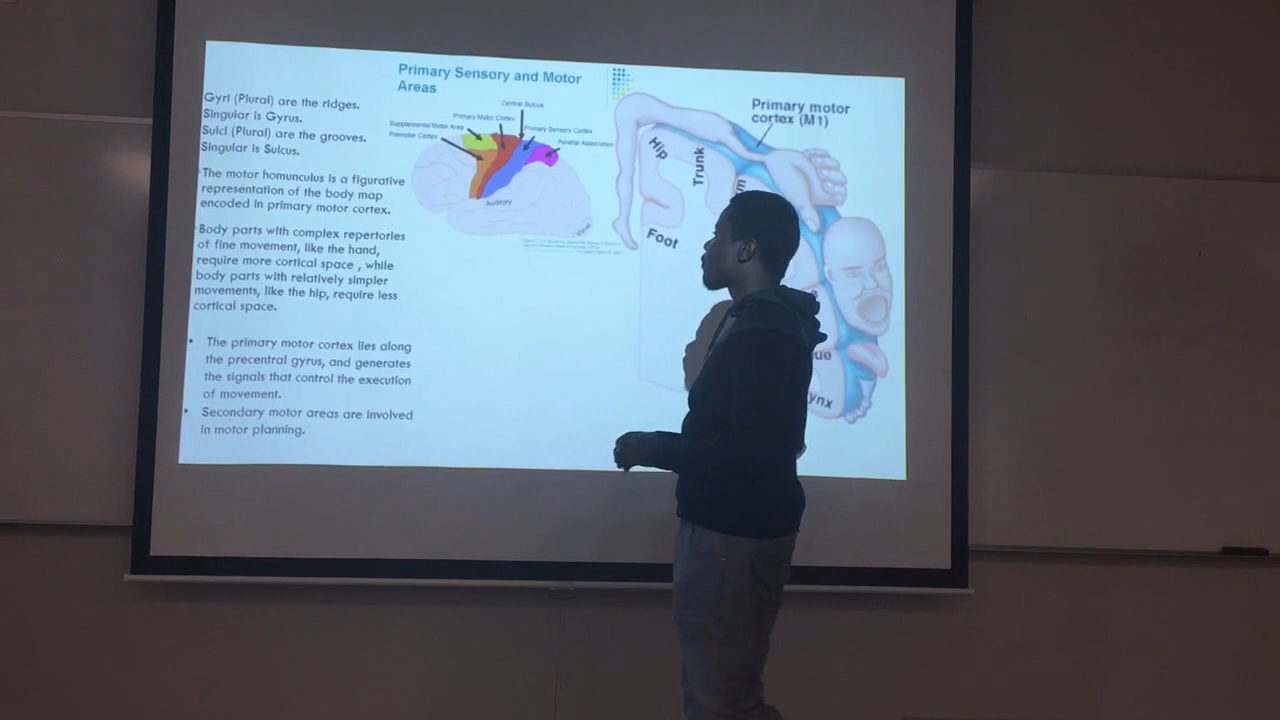 Gyri (Plural) are the ridges.
Singular is Gyrus.
Sulci (Plural) are the grooves.
Singular is Sulcus.
The motor homunculus is a figurative
representation of the body map
encoded in primary motor cortex.
Body parts with complex repertories
of fine movement, like the hand,
require more cortical space , while
body parts with relatively simpler
movements, like the hip, require less
cortical space.
• The primary motor cortex lies along
the precentral gyrus, and generates
the signals that control the execution
of movement.
• Secondary motor areas are involved
in motor planning.
Primary Sensory and Motor
Areas
Central Sulcus
Primary Motor Cortex
Supplemental Motor Area
Primary Sensory Cortex
Premotor Cortex
Parietal Association
Auditory
Visual
Primary motor
cortex (M1)
Hip
Trunk
Foot